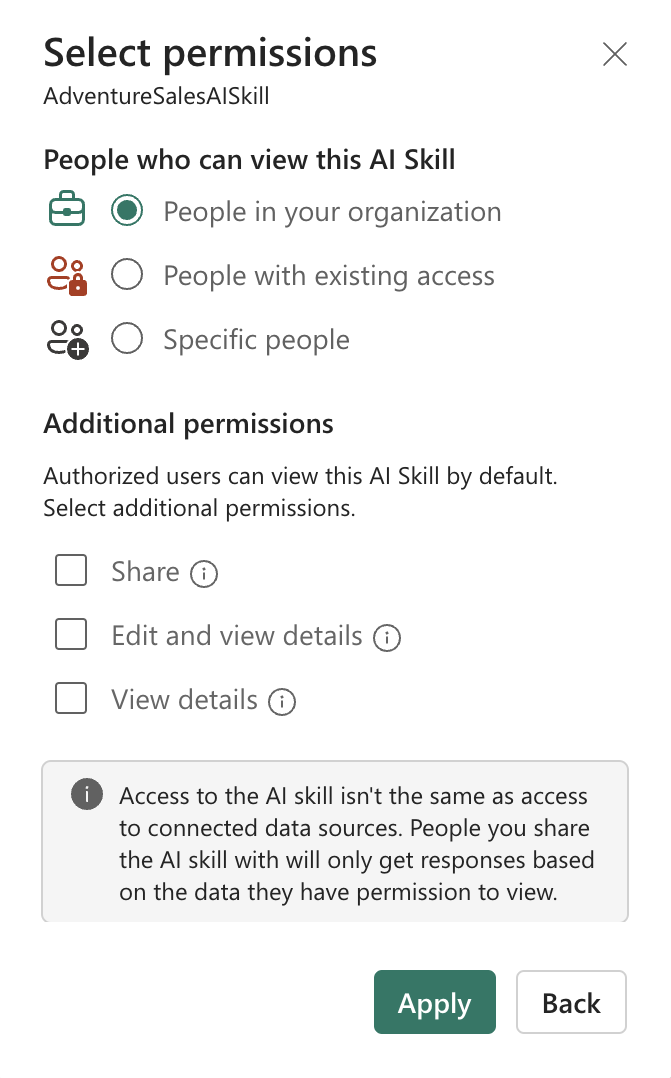 Select permissions
AdventureSalesAISkill
People who can view this AI Skill
People in your organization
People with existing access
Specific people
Additional permissions
Authorized users can view this AI Skill by default.
Select additional permissions.
Share
Edit and view details
View details
Access to the AI skill isn't the same as access
to connected data sources. People you share
the AI skill with will only get responses based
on the data they have permission to view.
Apply
Back